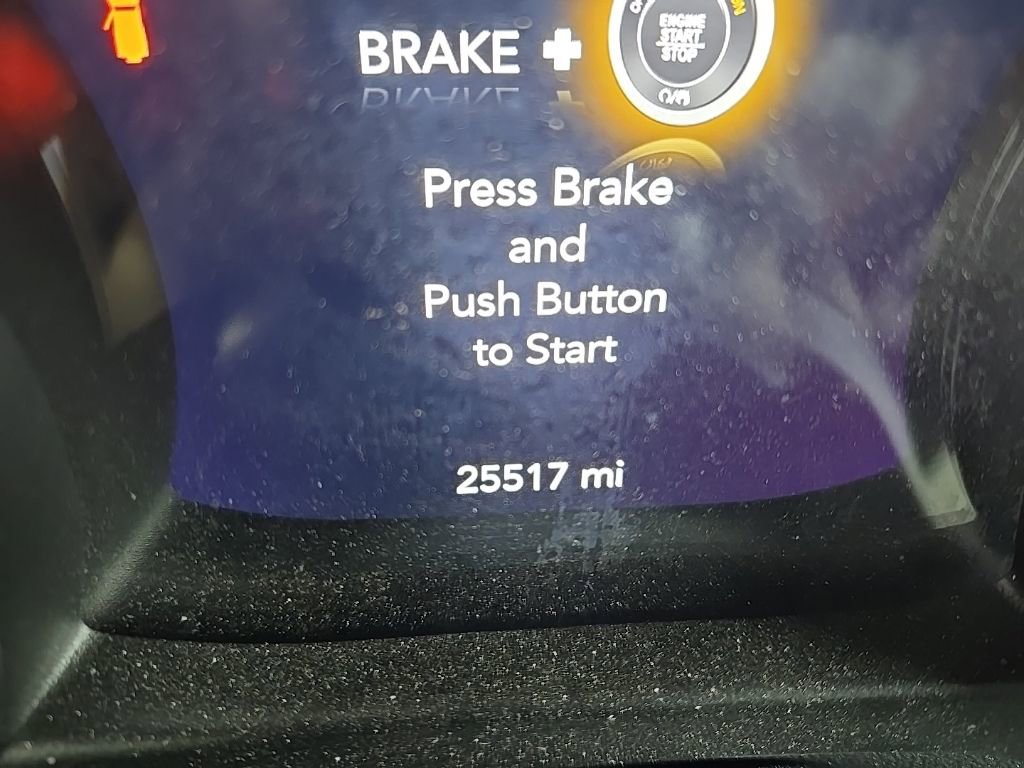 BRAKE +
ENGINE
START
STOP
Press Brake
and
Push Button
to Start
25517 mi